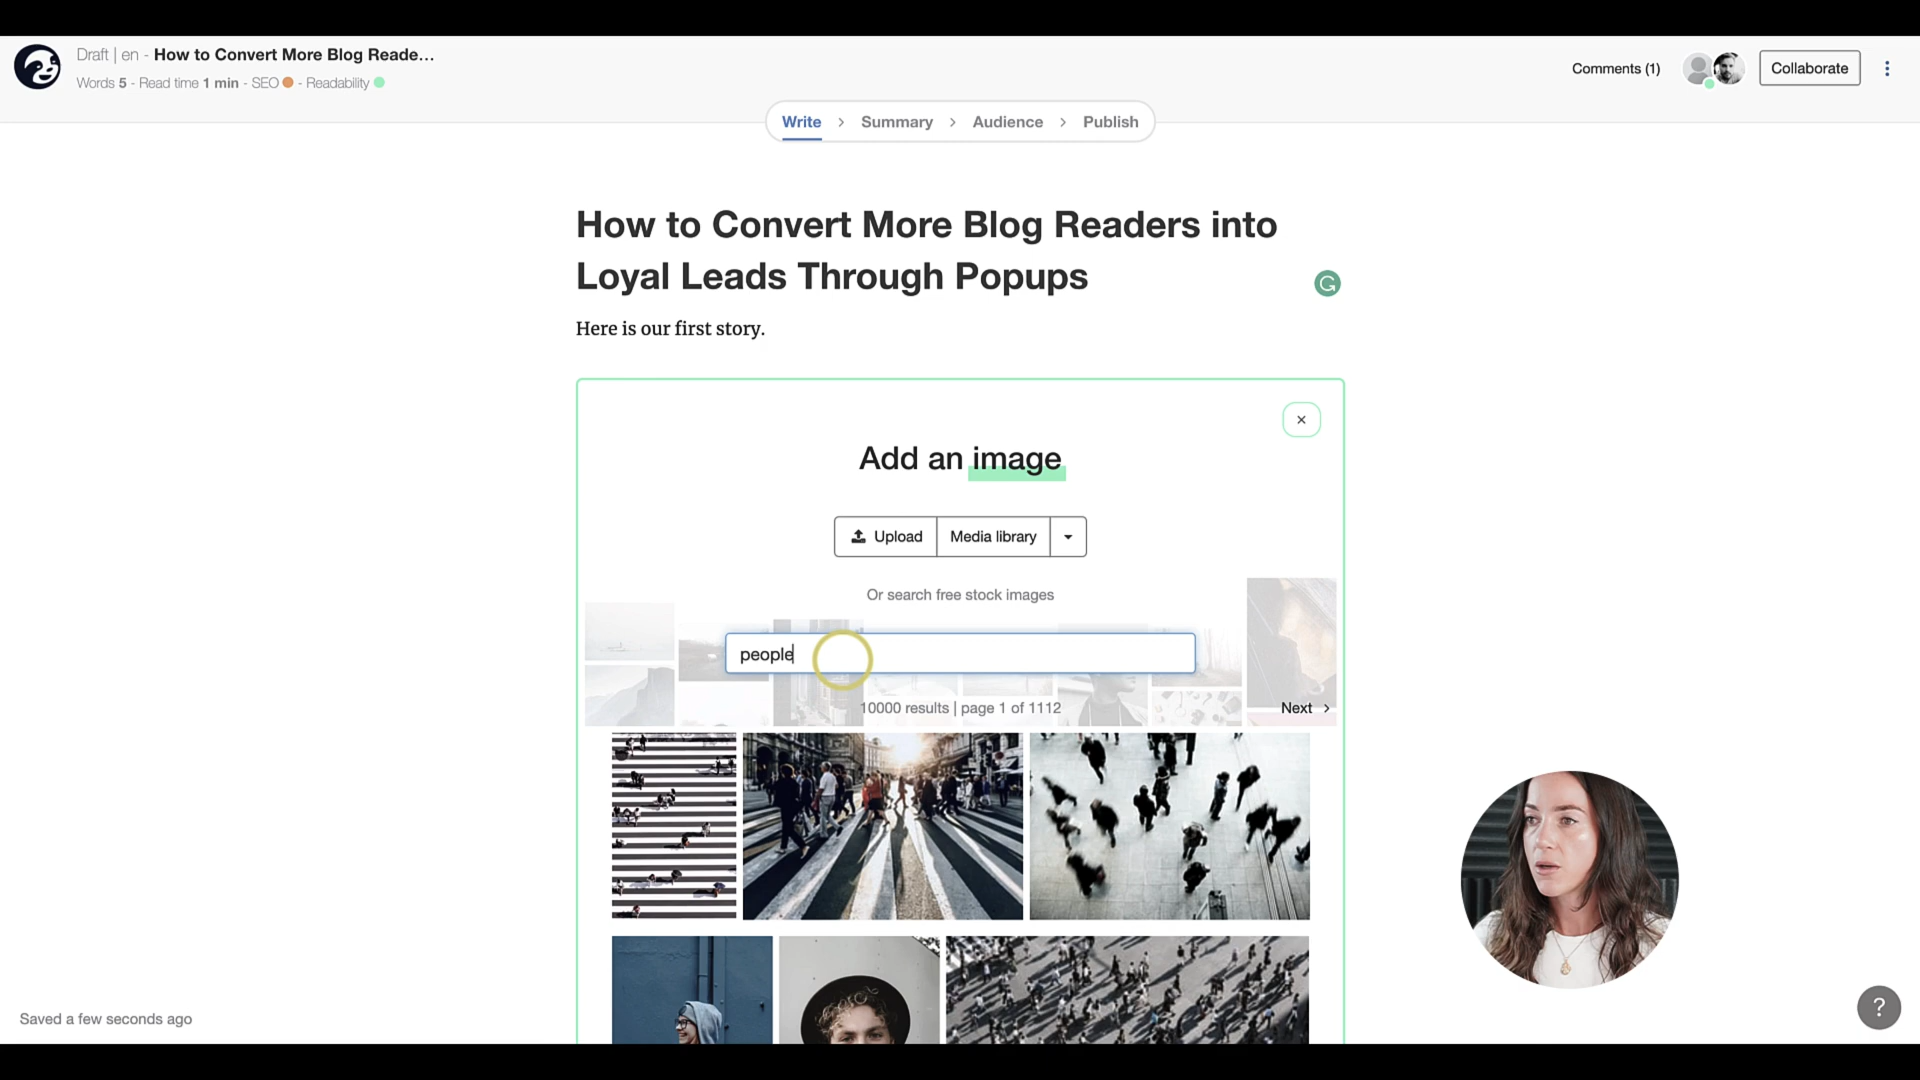 Draft | en - How to Convert More Blog Reade...
Words 5 - Read time 1 min - SEO - Readability
Comments (1)
Collaborate
Write > Summary > Audience > Publish
How to Convert More Blog Readers into
Loyal Leads Through Popups
Here is our first story.
×
Add an image
Upload
Media library
Or search free stock images
people
10000 results | page 1 of 1112
Next >
Saved a few seconds ago
?